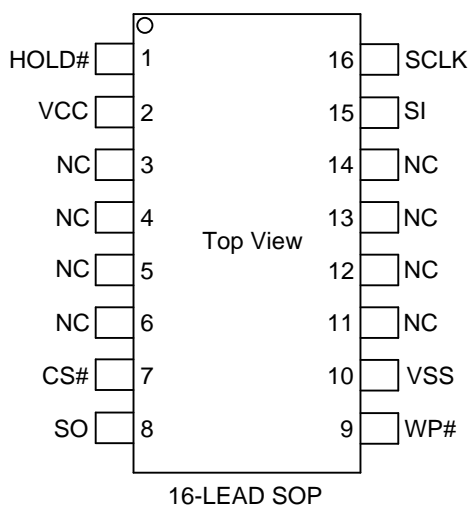 HOLD# 1 16 SCLK
VCC 2 15 SI
NC 3 14 NC
NC 4 13 NC
Top View
NC 5 12 NC
NC 6 11 NC
CS# 7 10 VSS
SO 8 9 WP#
16-LEAD SOP